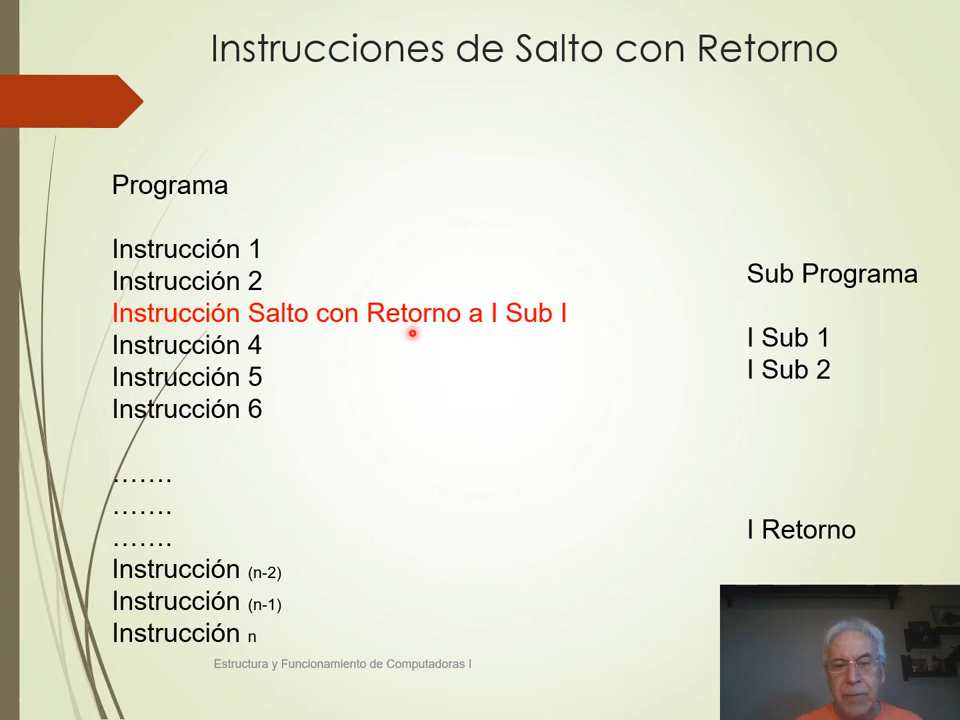 Instrucciones de Salto con Retorno
Programa
Instrucción 1
Instrucción 2
Instrucción Salto con Retorno a I Sub I
Instrucción 4
Instrucción 5
Instrucción 6
…….
…….
…….
Instrucción (n-2)
Instrucción (n-1)
Instrucción n
Sub Programa
I Sub 1
I Sub 2
I Retorno
Estructura y Funcionamiento de Computadoras I